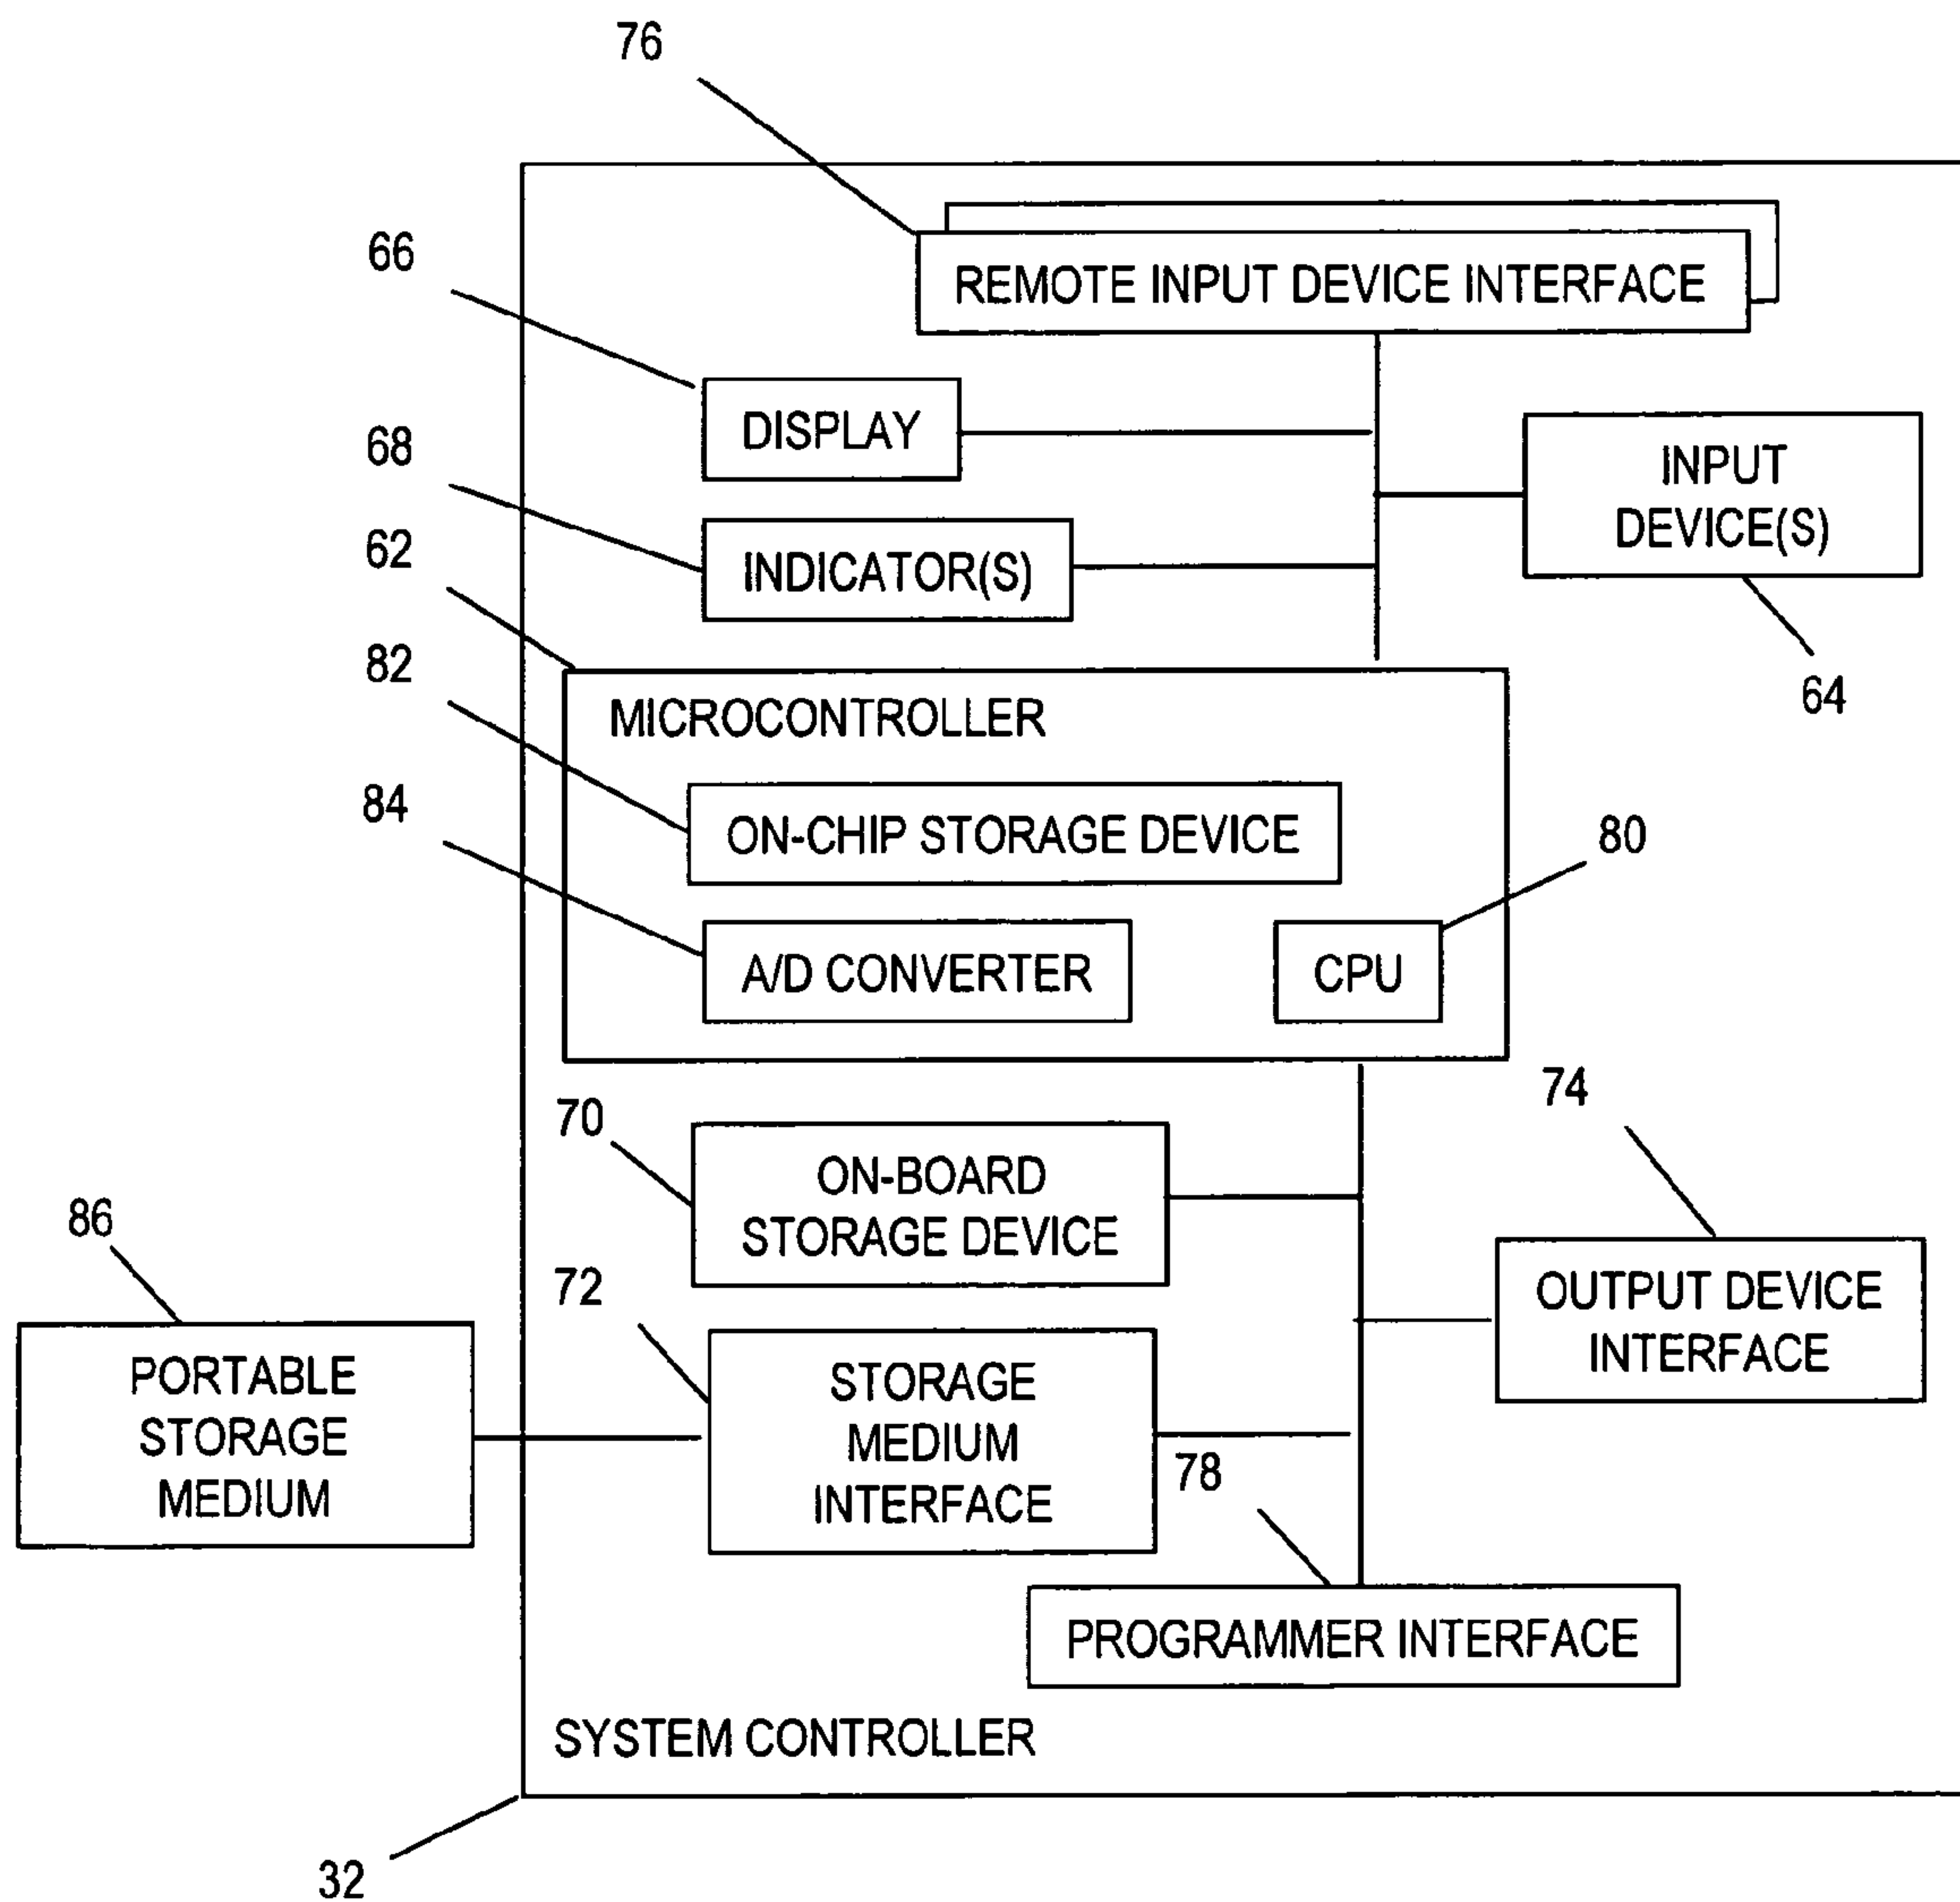 76
REMOTE INPUT DEVICE INTERFACE
66
DISPLAY
68
INDICATOR(S)
INPUT
DEVICE(S)
64
62
MICROCONTROLLER
82
ON-CHIP STORAGE DEVICE
84
A/D CONVERTER
CPU
80
70
ON-BOARD
STORAGE DEVICE
74
OUTPUT DEVICE
INTERFACE
86
PORTABLE
STORAGE
MEDIUM
72
STORAGE
MEDIUM
INTERFACE
78
PROGRAMMER INTERFACE
SYSTEM CONTROLLER
32